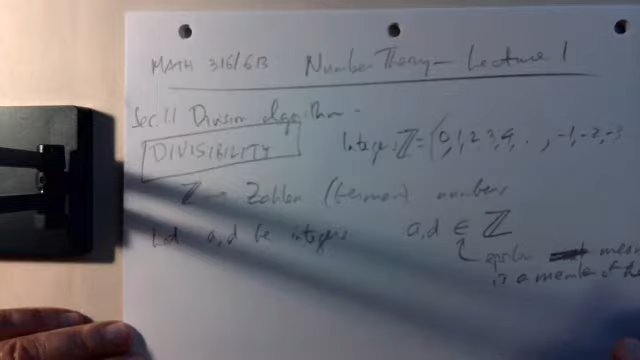 MATH 316/613 Number Theory - Lecture 1
Sec. 1.1 Division algorithm -
DIVISIBILITY
Integers ℤ = {0, 1, 2, 3, 4, . . , -1, -2, -3
ℤ - Zahlen (German) numbers
Let a, d be integers a, d ∈ ℤ
epsilon
is a member of the